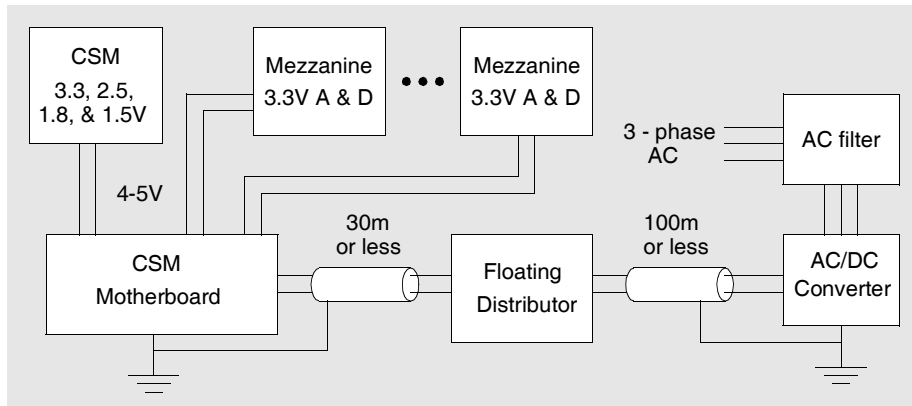 CSM
3.3, 2.5,
1.8, & 1.5V
Mezzanine
3.3V A & D
Mezzanine
3.3V A & D
3 - phase
AC
AC filter
4-5V
30m
or less
100m
or less
CSM
Motherboard
Floating
Distributor
AC/DC
Converter